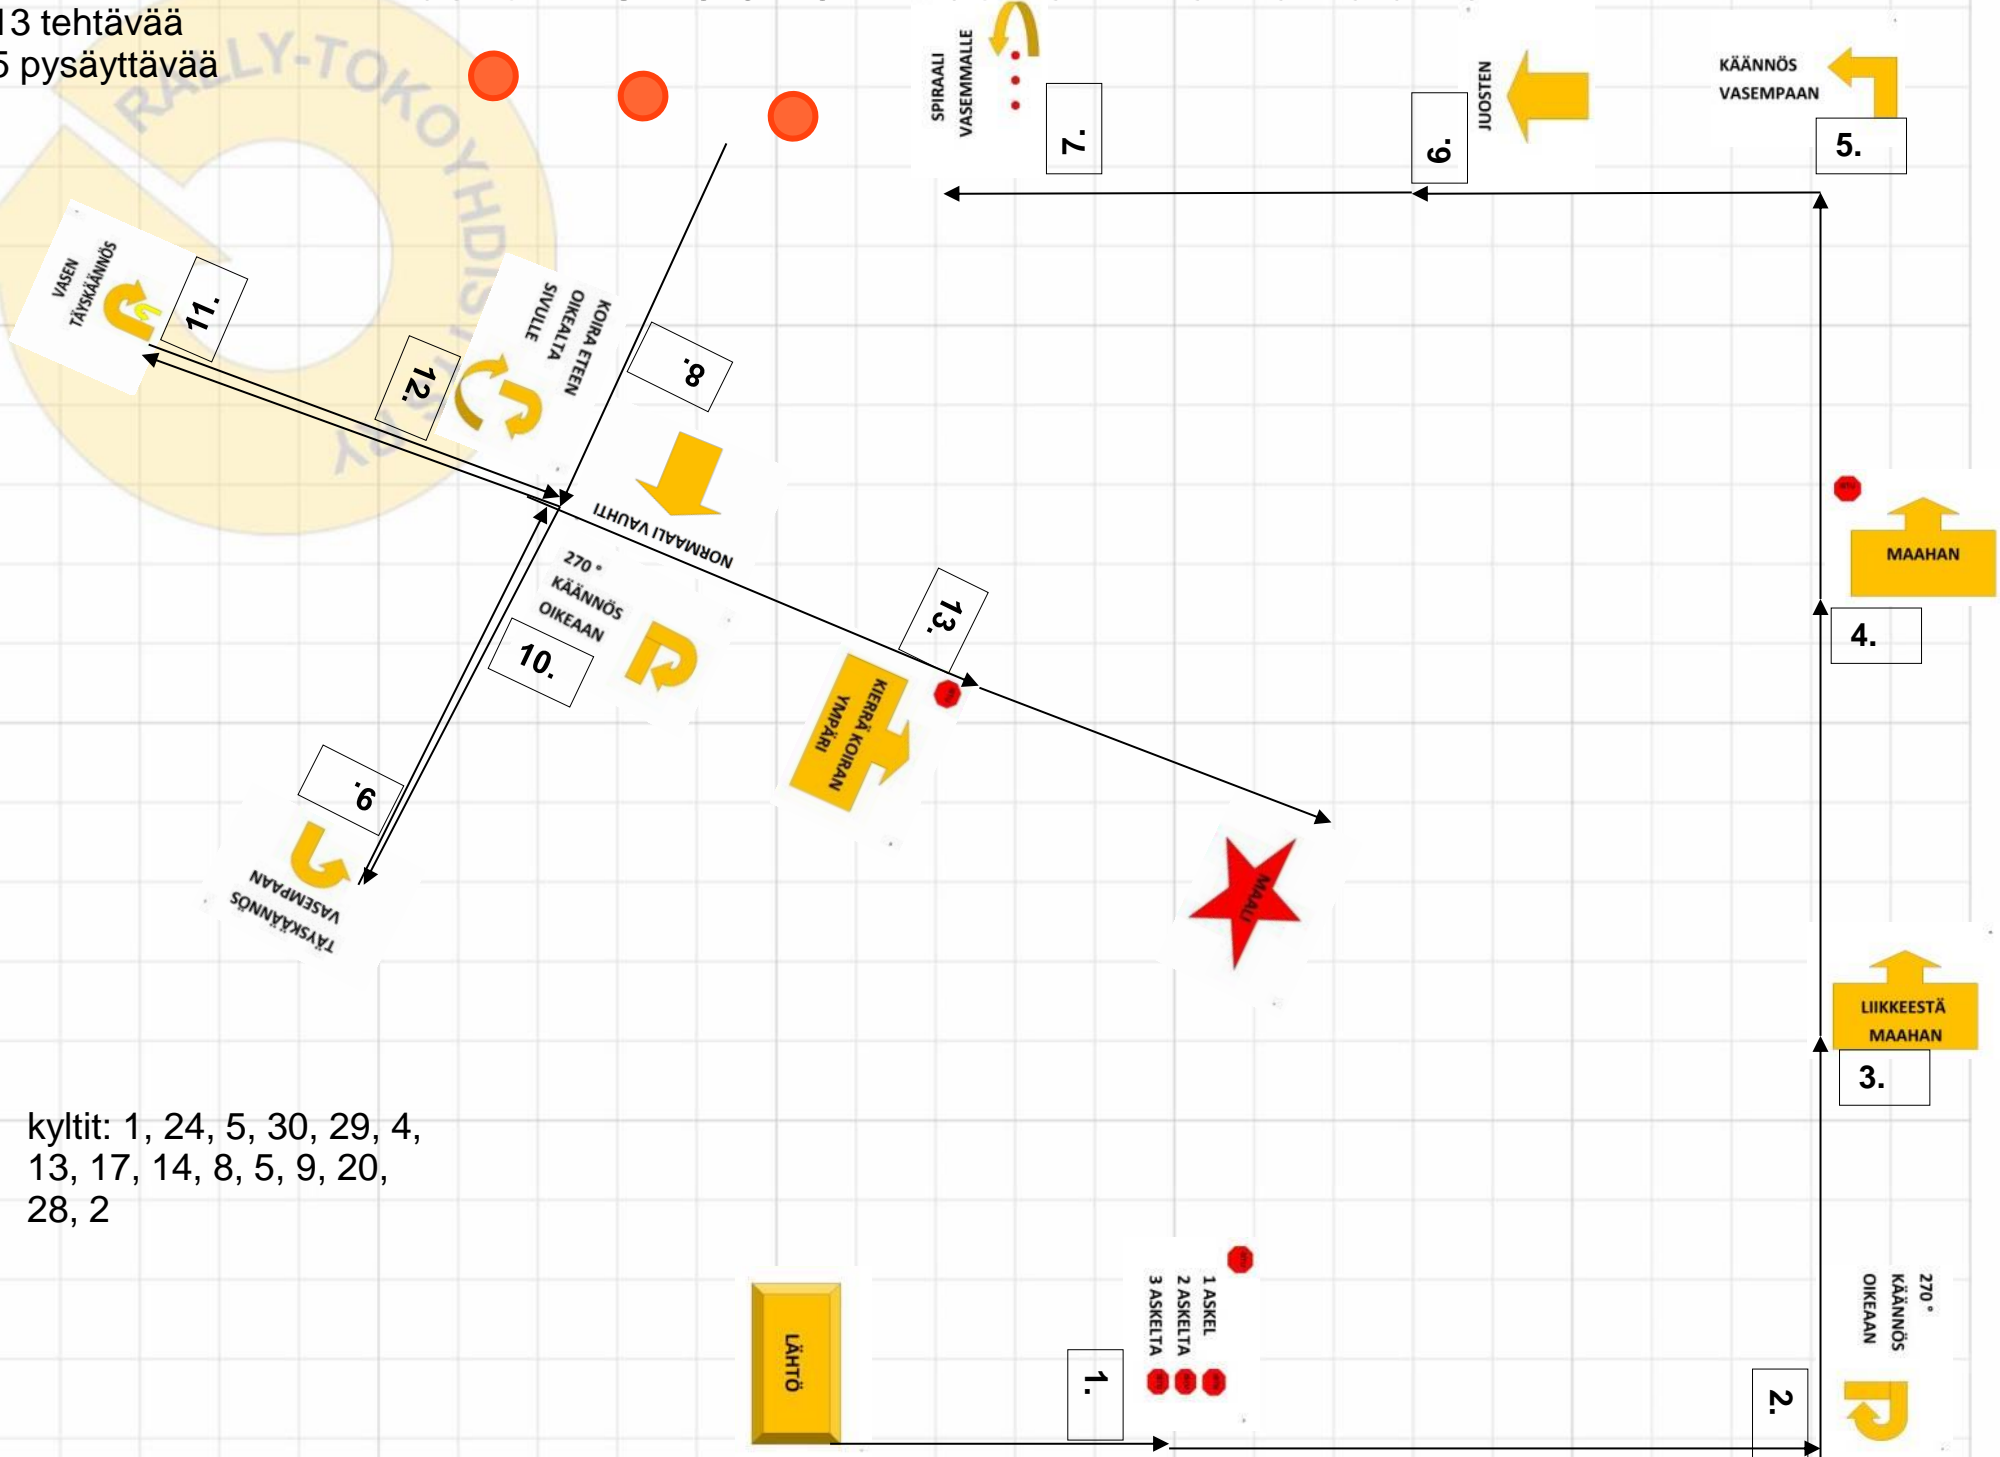 13 tehtävää
5 pysäyttävää
RALLY-TOKOYHDISTYS RY
SPIRAALI
VASEMMALLE
7.
JUOSTEN
6.
KÄÄNNÖS
VASEMPAAN
5.
VASEN
TÄYSKÄÄNNÖS
11.
12.
KOIRA ETEEN
OIKEALTA
SIVULLE
8.
NORMAALI VAUHTI
270 °
KÄÄNNÖS
OIKEAAN
10.
13.
KIERRÄ KOIRAN
YMPÄRI
9.
TÄYSKÄÄNNÖS
VASEMPAAN
MAALI
MAAHAN
4.
LIIKKEESTÄ
MAAHAN
3.
kyltit: 1, 24, 5, 30, 29, 4,
13, 17, 14, 8, 5, 9, 20,
28, 2
LÄHTÖ
1.
1 ASKEL
2 ASKELTA
3 ASKELTA
2.
270 °
KÄÄNNÖS
OIKEAAN